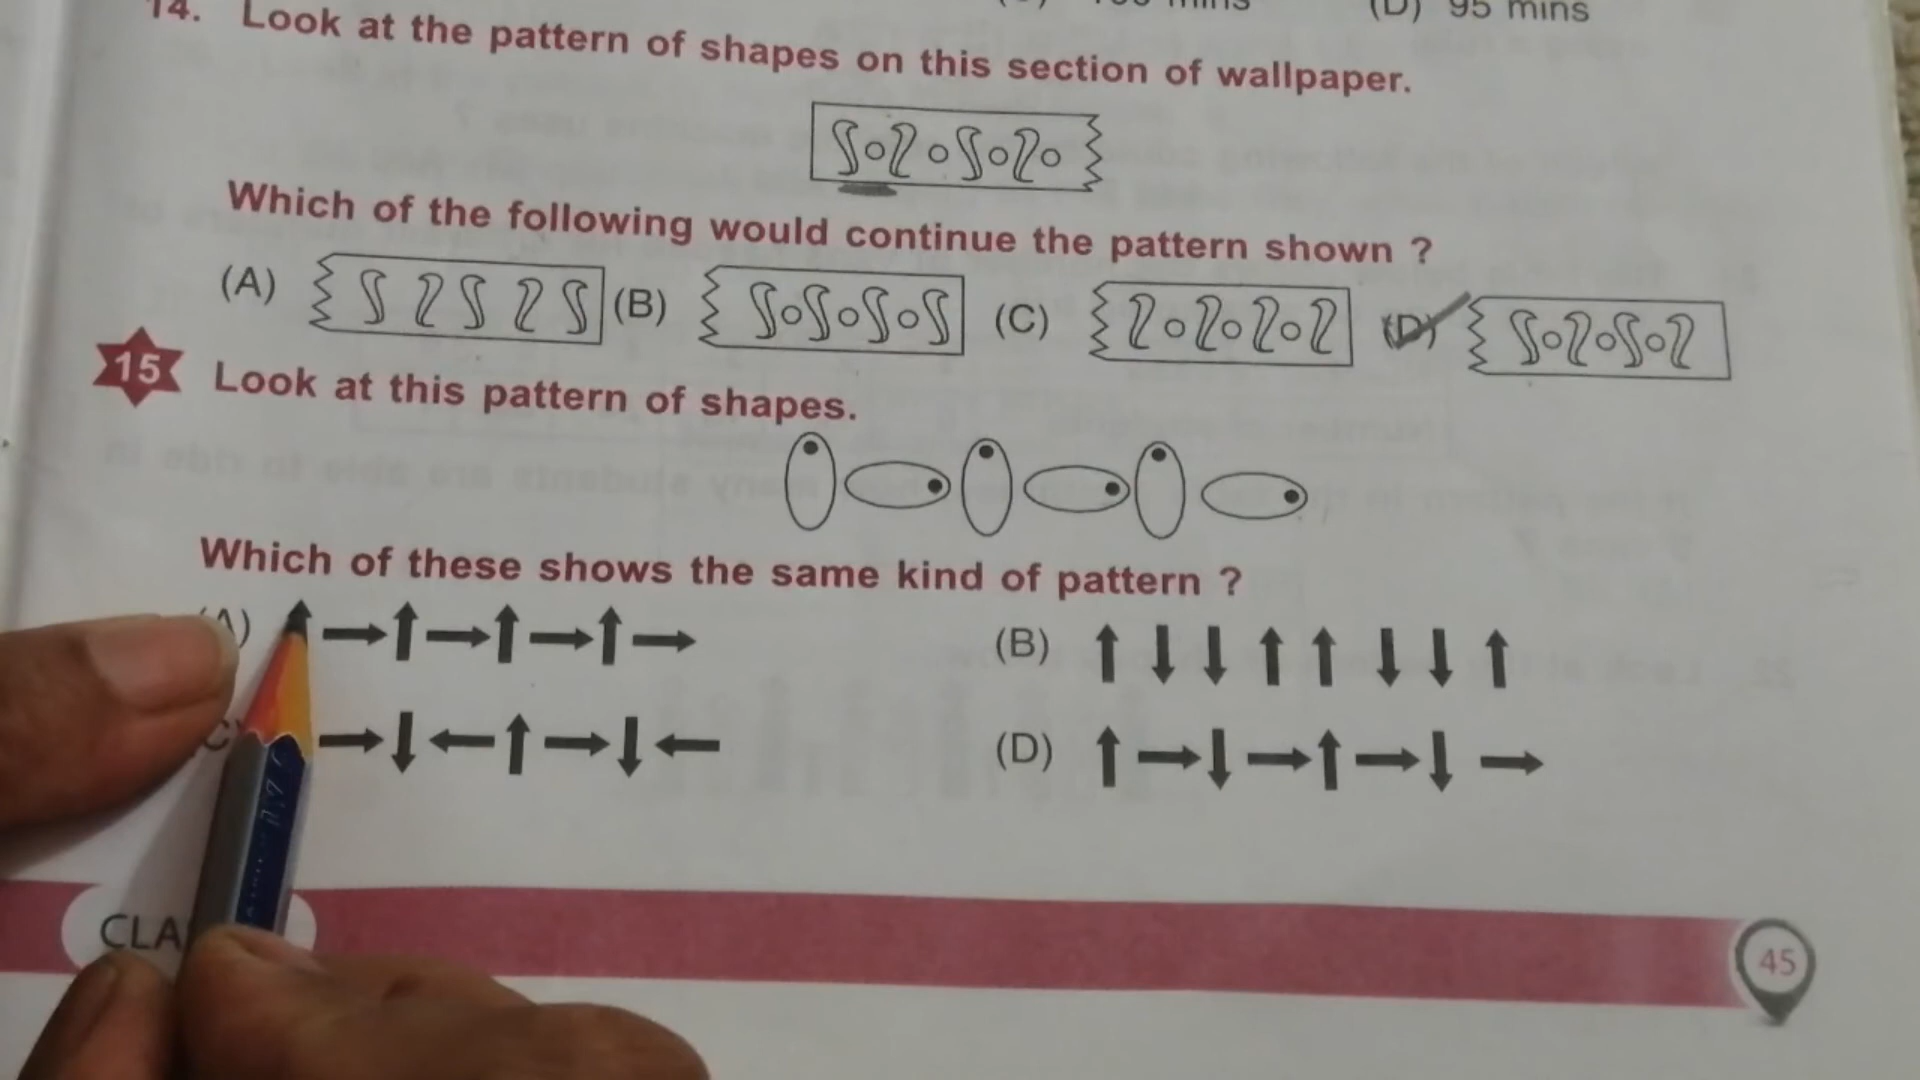 14. Look at the pattern of shapes on this section of wallpaper.
(D) 95 mins
Which of the following would continue the pattern shown ?
(A) (B) (C) (D)
15 Look at this pattern of shapes.
Which of these shows the same kind of pattern ?
(A) (B)
(D)
45